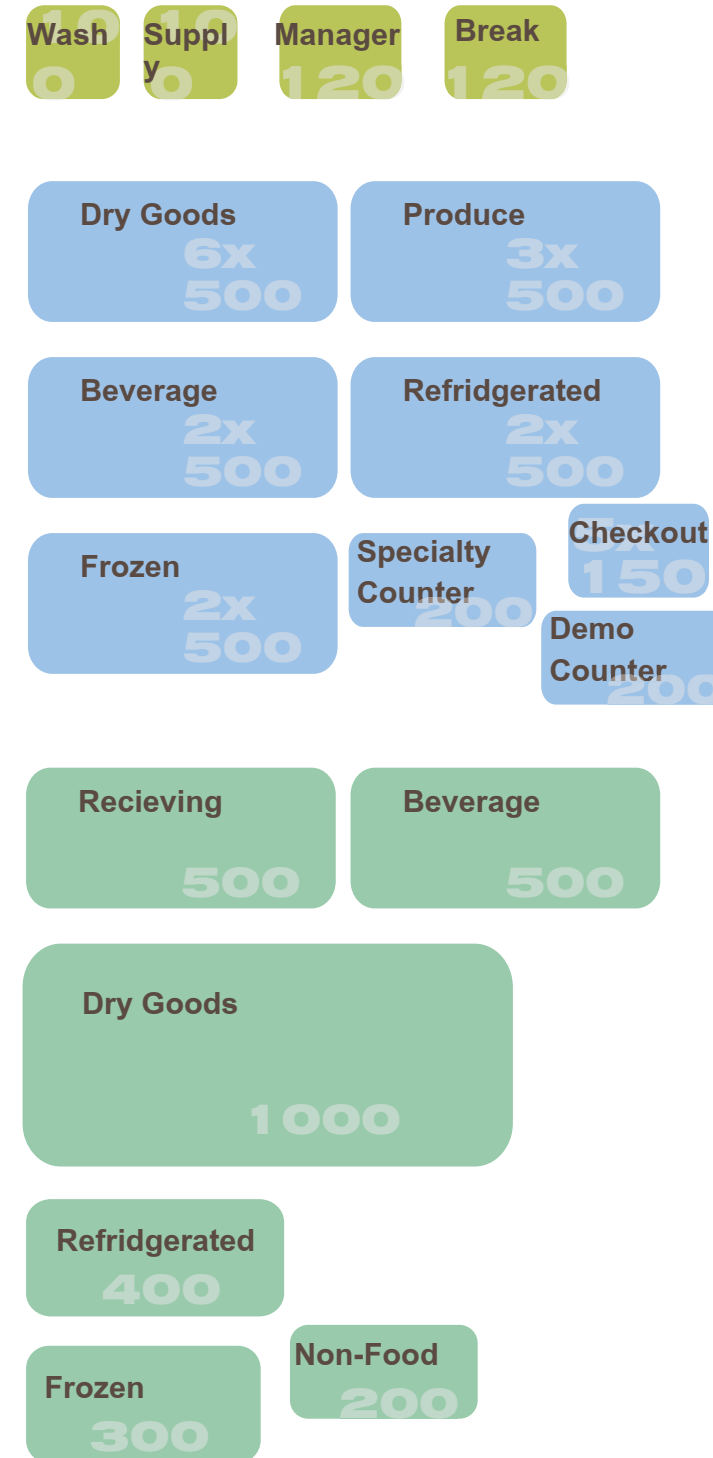 Wash
100
Suppl
y
100
Manager
120
Break
120
Dry Goods
6x
500
Produce
3x
500
Beverage
2x
500
Refridgerated
2x
500
Frozen
2x
500
Specialty
Counter
200
Checkout
5x
150
Demo
Counter
200
Recieving
500
Beverage
500
Dry Goods
1000
Refridgerated
400
Non-Food
200
Frozen
300